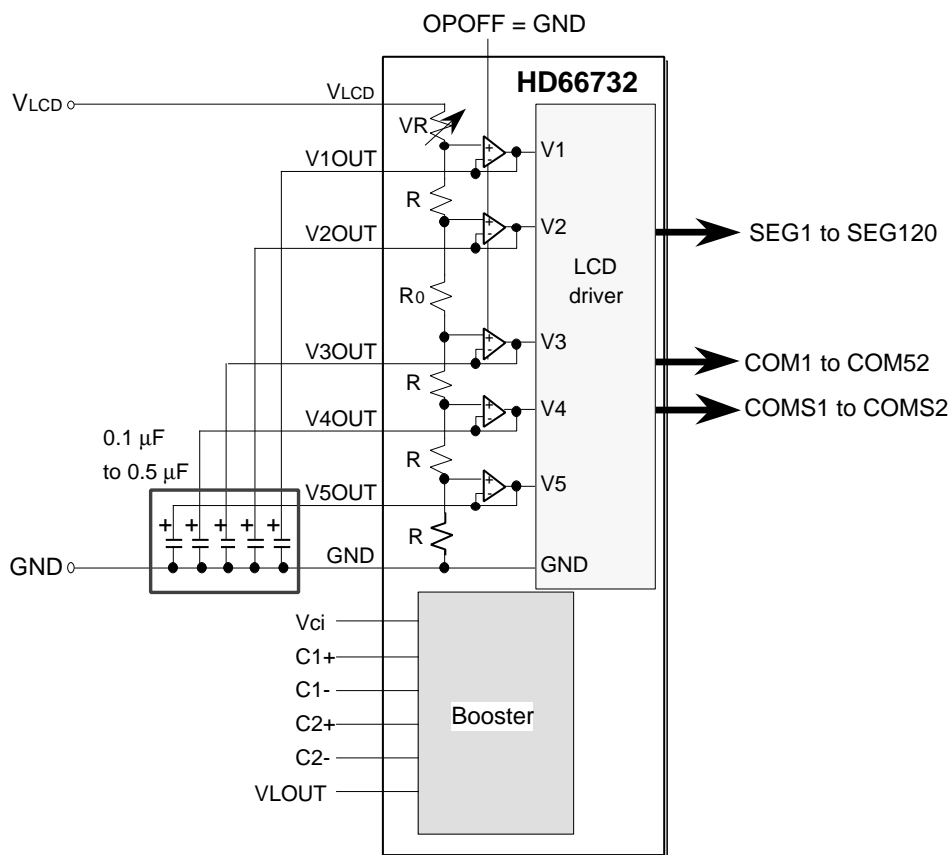 OPOFF = GND
HD66732
VLCD
VLCD
VR
V1OUT
V1
R
V2OUT
V2
SEG1 to SEG120
LCD
driver
R0
V3OUT
V3
COM1 to COM52
R
V4OUT
V4
COMS1 to COMS2
0.1 µF
to 0.5 µF
R
V5OUT
V5
+ + + + +
R
GND
GND
GND
Vci
C1+
C1-
C2+
C2-
VLOUT
Booster